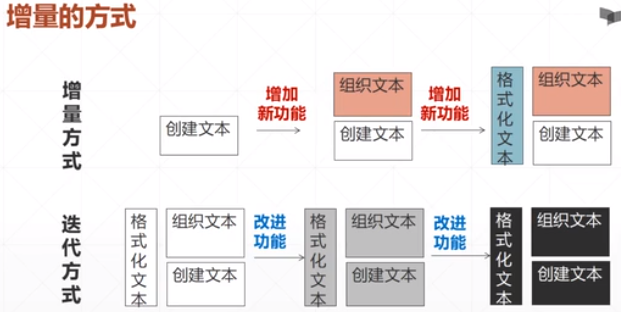 增量的方式
增量方式
创建文本
增加
新功能
组织文本
创建文本
增加
新功能
格式化文本
组织文本
创建文本
迭代方式
格式化文本
组织文本
创建文本
改进
功能
格式化文本
组织文本
创建文本
改进
功能
格式化文本
组织文本
创建文本